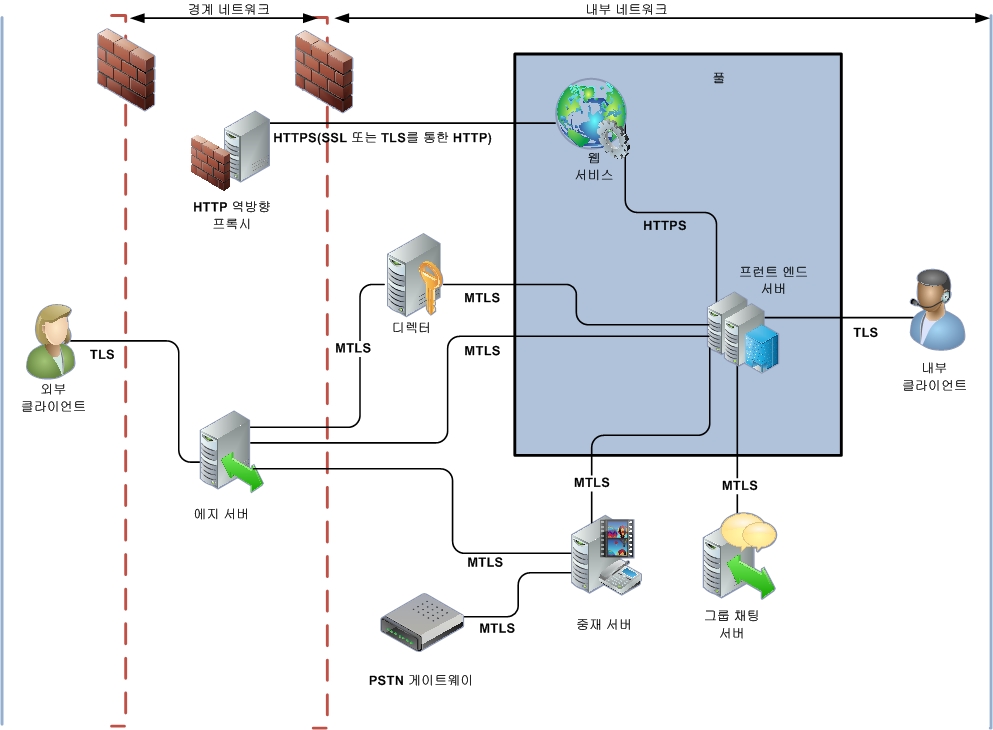 경계 네트워크
내부 네트워크
풀
HTTPS(SSL 또는 TLS를 통한 HTTP)
웹
서비스
HTTP 역방향
프록시
HTTPS
프런트 엔드
서버
MTLS
디렉터
TLS
내부
클라이언트
TLS
외부
클라이언트
MTLS
MTLS
에지 서버
MTLS
MTLS
MTLS
중재 서버
그룹 채팅
서버
MTLS
PSTN 게이트웨이